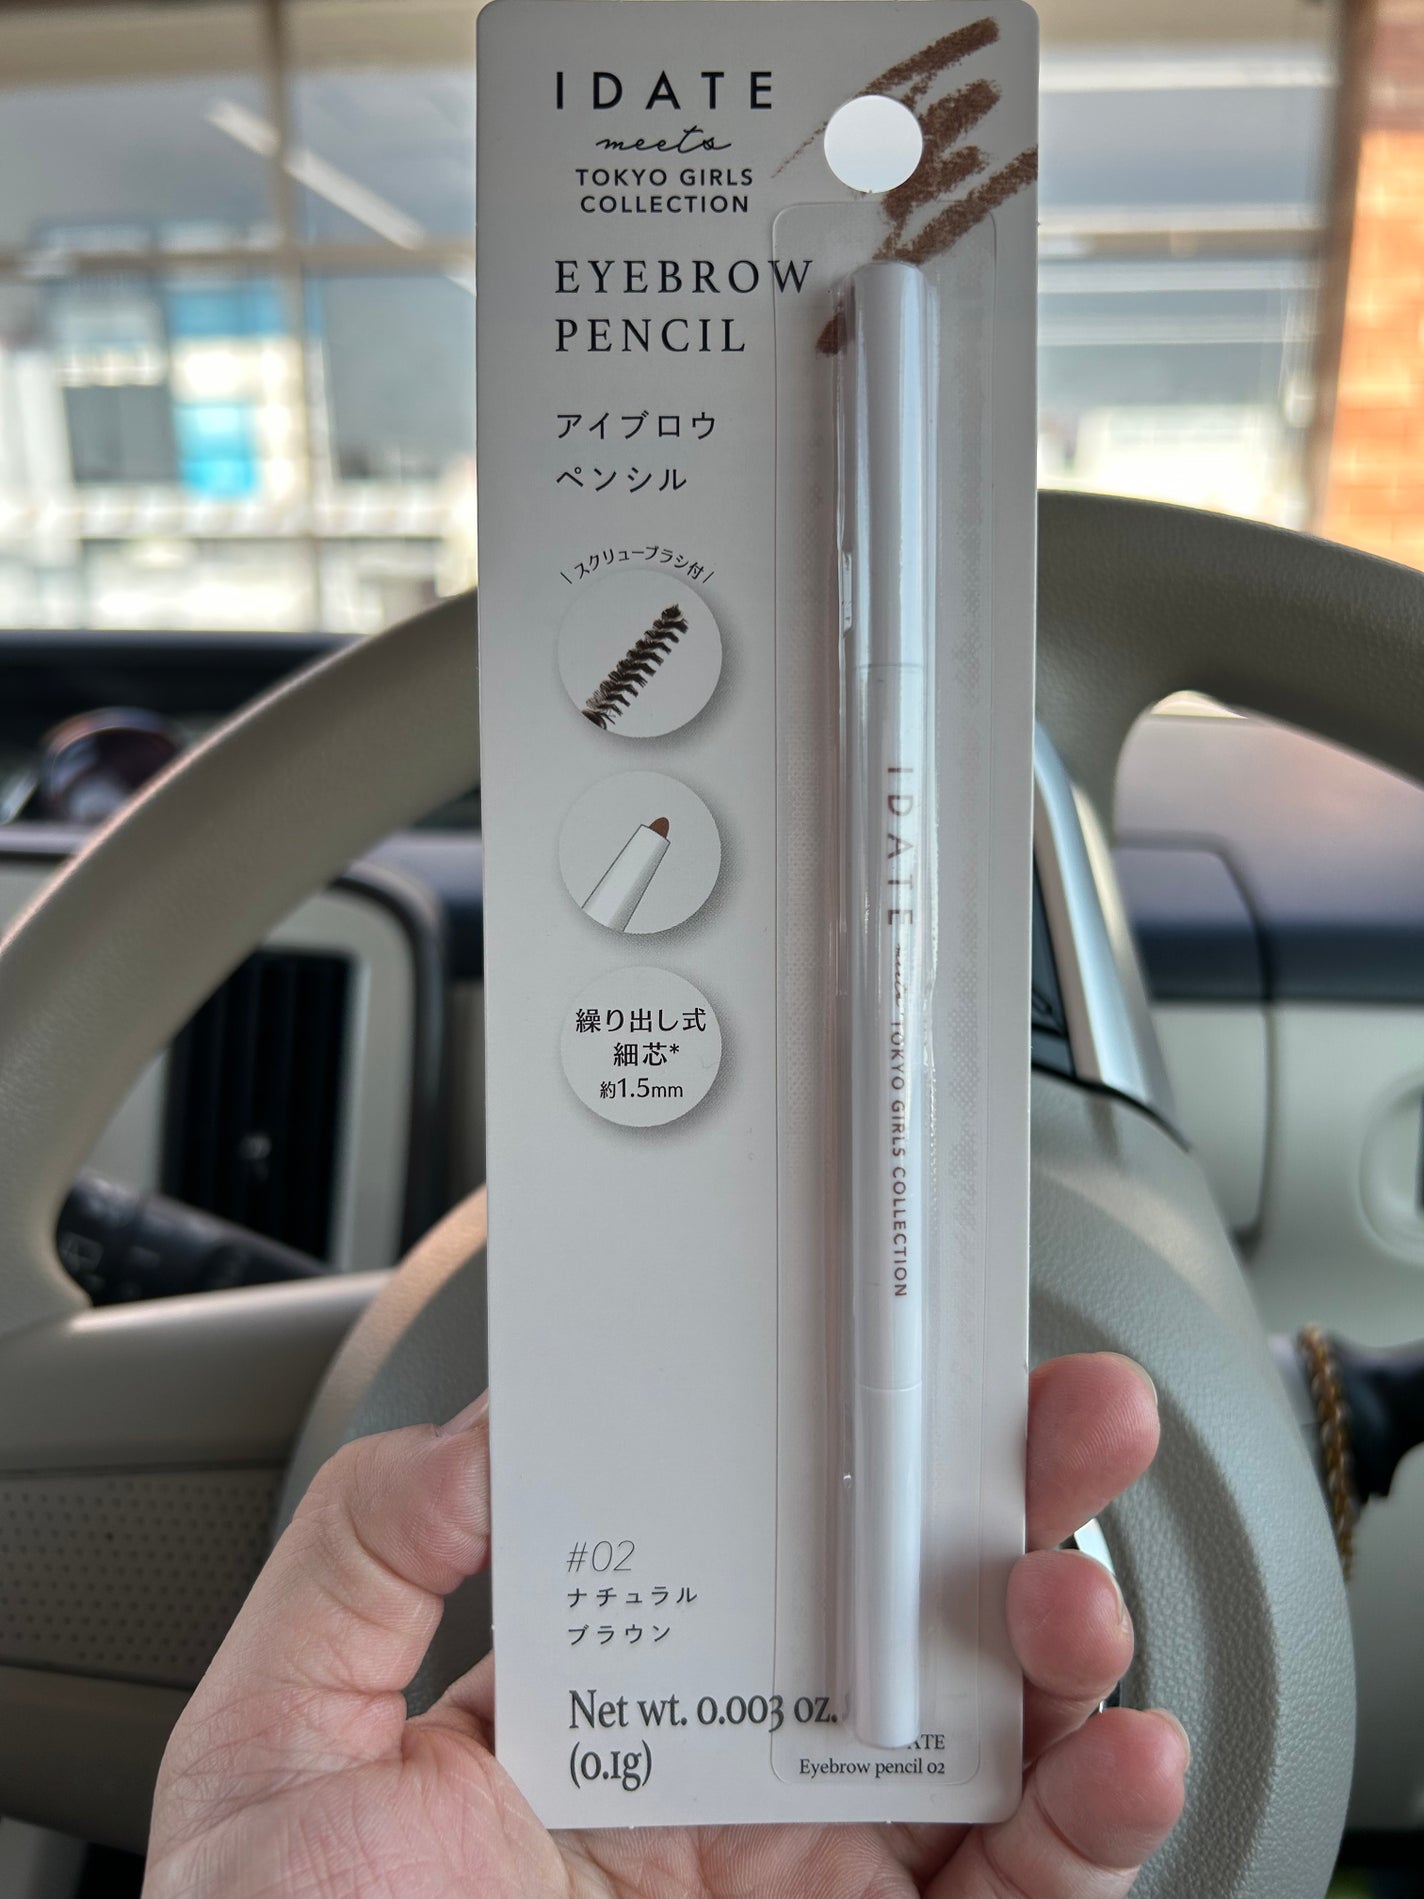 IDATE
meets
TOKYO GIRLS
COLLECTION
EYEBROW
PENCIL
アイブロウ
ペンシル
\スクリューブラシ付/
繰り出し式
細芯*
約1.5mm
IDATE meets TOKYO GIRLS COLLECTION
#02
ナチュラル
ブラウン
Net wt. 0.003 oz.
(0.1g)
Eyebrow pencil 02